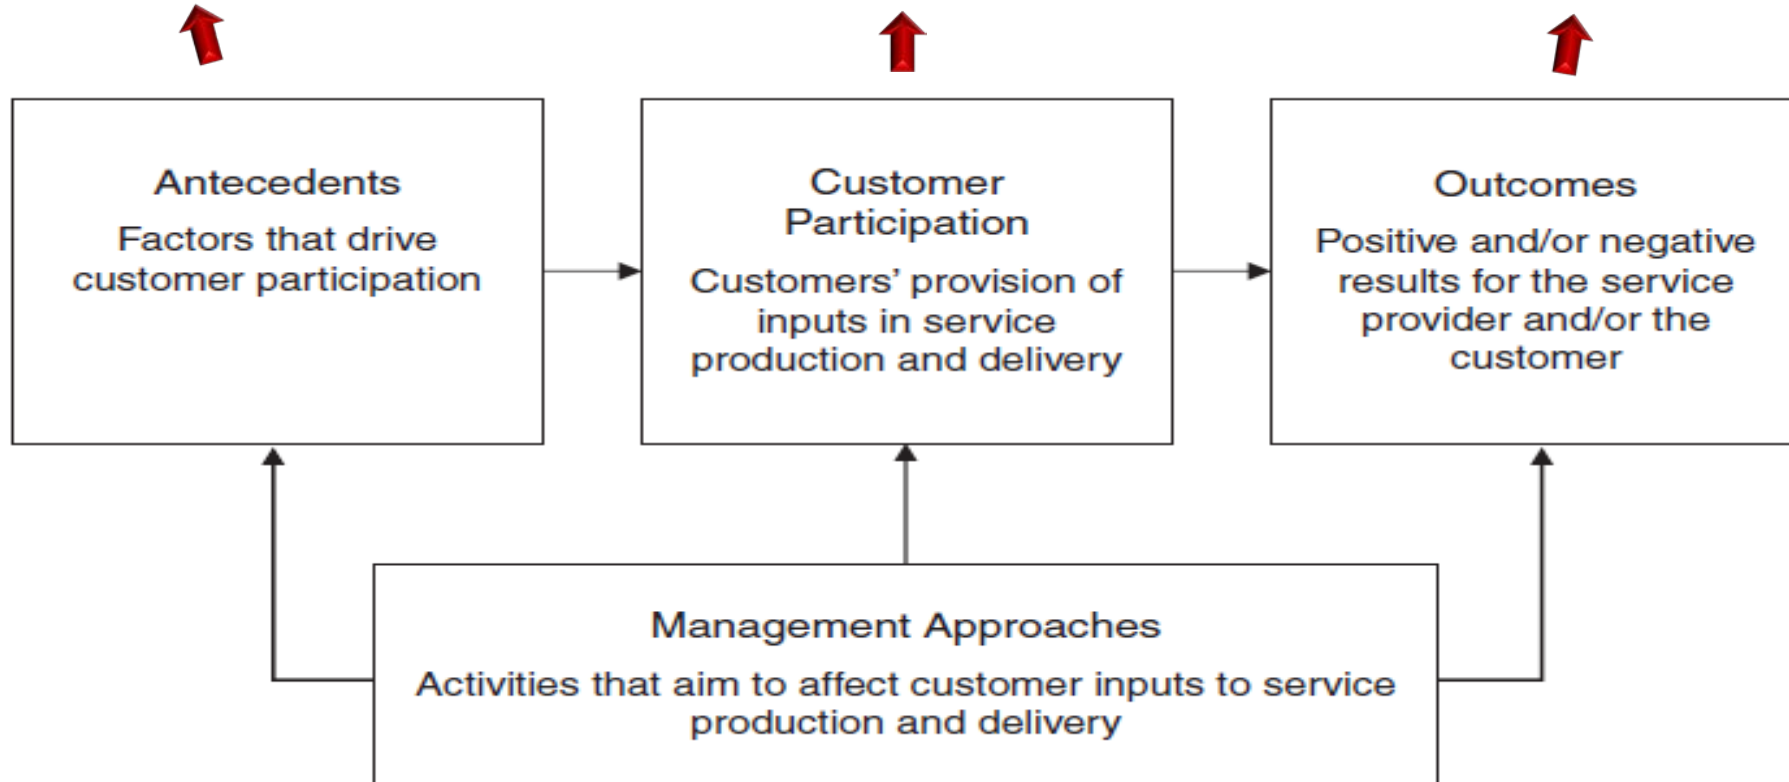 Antecedents
Factors that drive
customer participation
Customer
Participation
Customers’ provision of
inputs in service
production and delivery
Outcomes
Positive and/or negative
results for the service
provider and/or the
customer
Management Approaches
Activities that aim to affect customer inputs to service
production and delivery